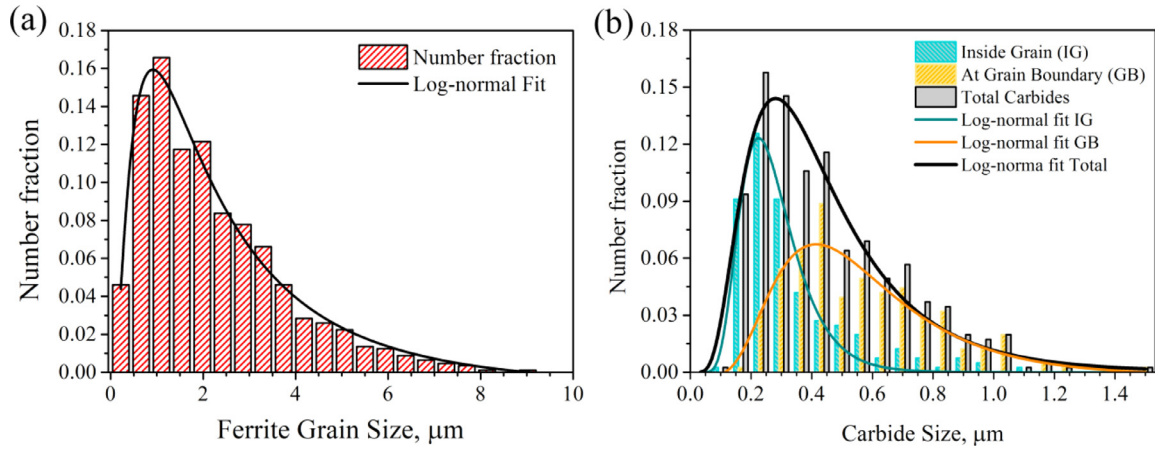 (a)
0.18
0.16
0.14
0.12
0.10
0.08
0.06
0.04
0.02
0.00
Number fraction
Number fraction
Log-normal Fit
0 2 4 6 8 10
Ferrite Grain Size, μm
(b)
0.18
0.15
0.12
0.09
0.06
0.03
0.00
Number fraction
Inside Grain (IG)
At Grain Boundary (GB)
Total Carbides
Log-normal fit IG
Log-normal fit GB
Log-norma fit Total
0.0 0.2 0.4 0.6 0.8 1.0 1.2 1.4
Carbide Size, μm